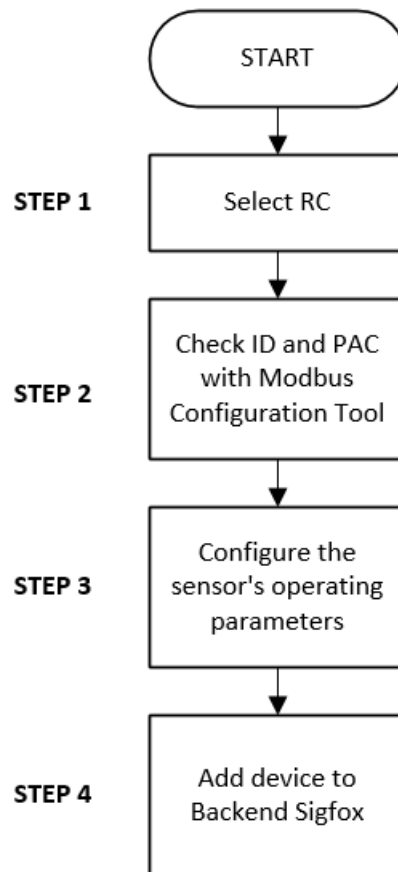 START
STEP 1
Select RC
STEP 2
Check ID and PAC
with Modbus
Configuration Tool
STEP 3
Configure the
sensor's operating
parameters
STEP 4
Add device to
Backend Sigfox